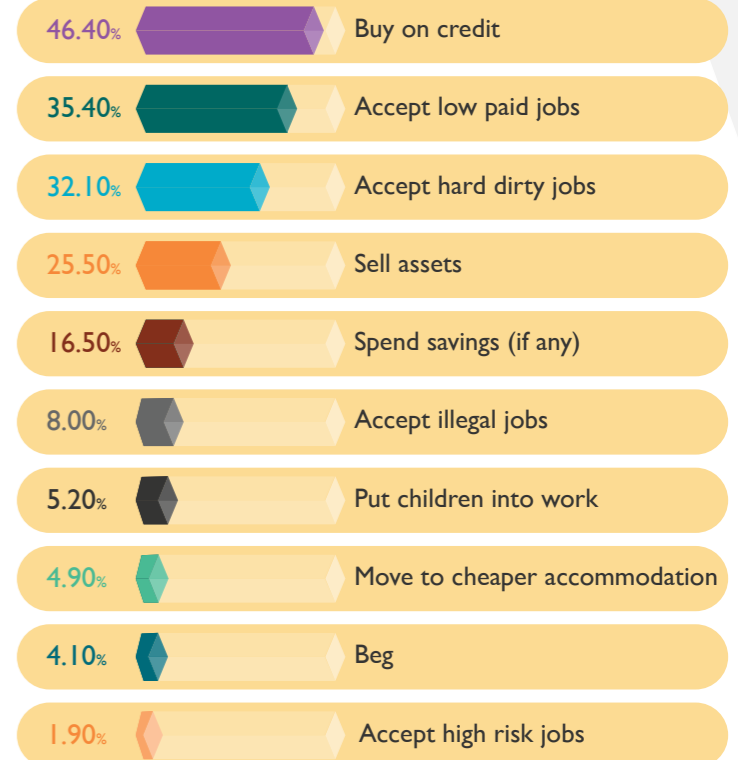 46.40% Buy on credit
35.40% Accept low paid jobs
32.10% Accept hard dirty jobs
25.50% Sell assets
16.50% Spend savings (if any)
8.00% Accept illegal jobs
5.20% Put children into work
4.90% Move to cheaper accommodation
4.10% Beg
1.90% Accept high risk jobs